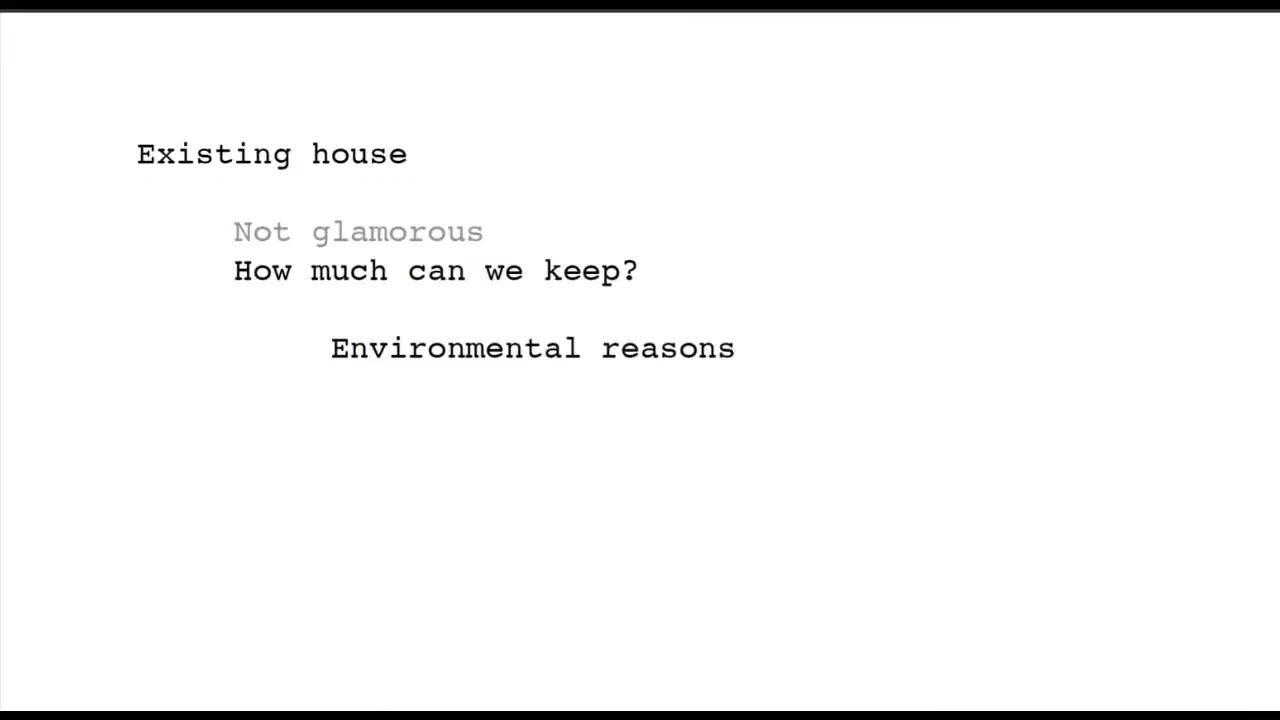 Existing house
Not glamorous
How much can we keep?
Environmental reasons